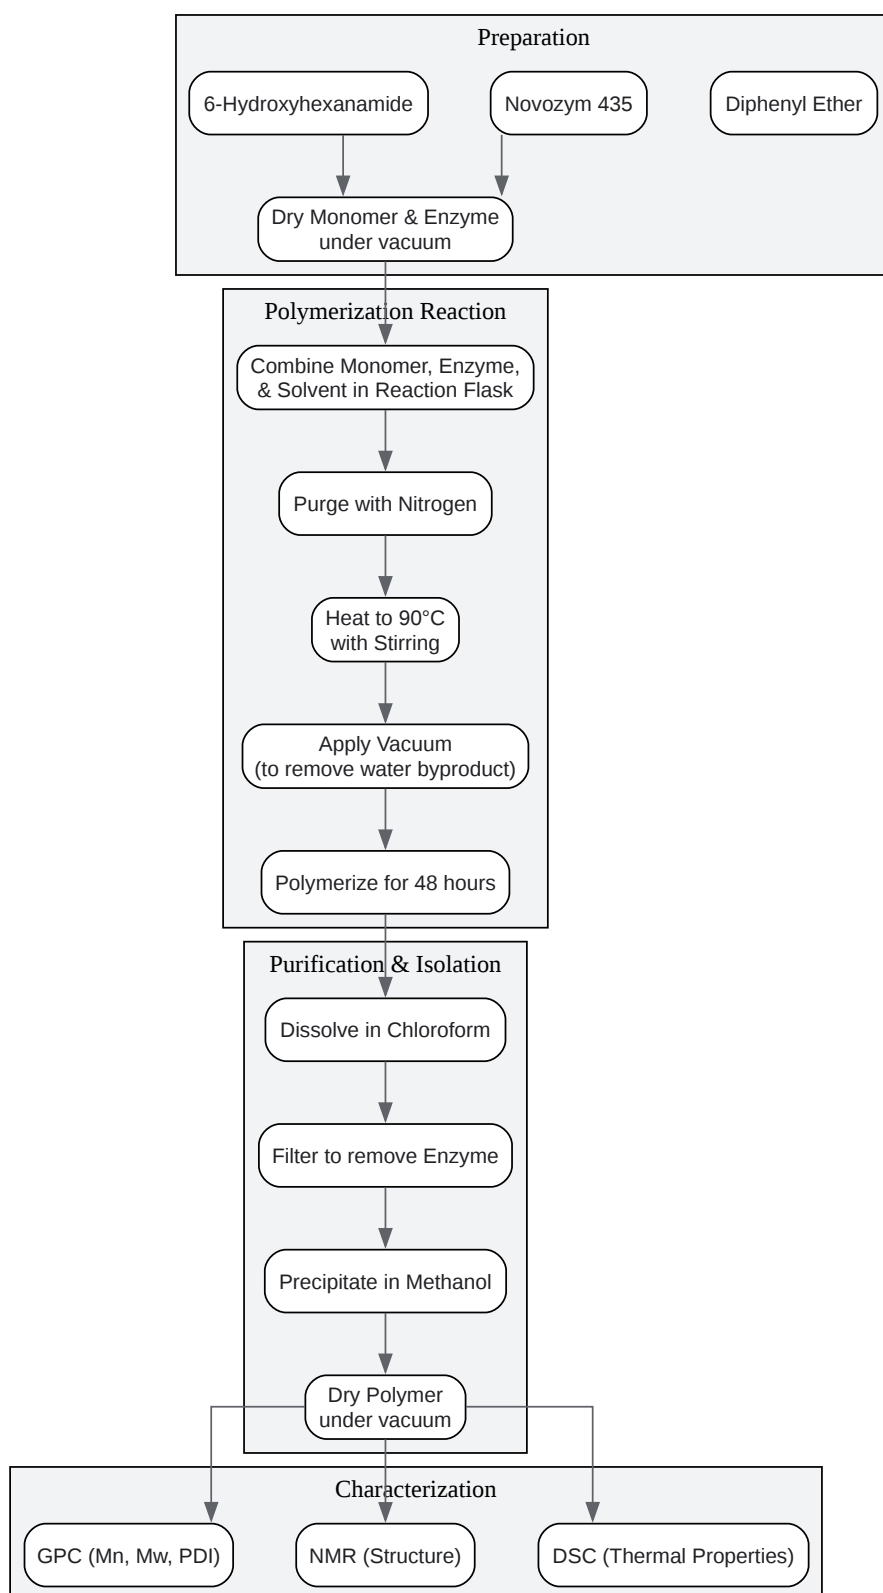 Preparation
6-Hydroxyhexanamide
Novozym 435
Diphenyl Ether
Dry Monomer & Enzyme
under vacuum
Polymerization Reaction
Combine Monomer, Enzyme,
& Solvent in Reaction Flask
Purge with Nitrogen
Heat to 90°C
with Stirring
Apply Vacuum
(to remove water byproduct)
Polymerize for 48 hours
Purification & Isolation
Dissolve in Chloroform
Filter to remove Enzyme
Precipitate in Methanol
Dry Polymer
under vacuum
Characterization
GPC (Mn, Mw, PDI)
NMR (Structure)
DSC (Thermal Properties)